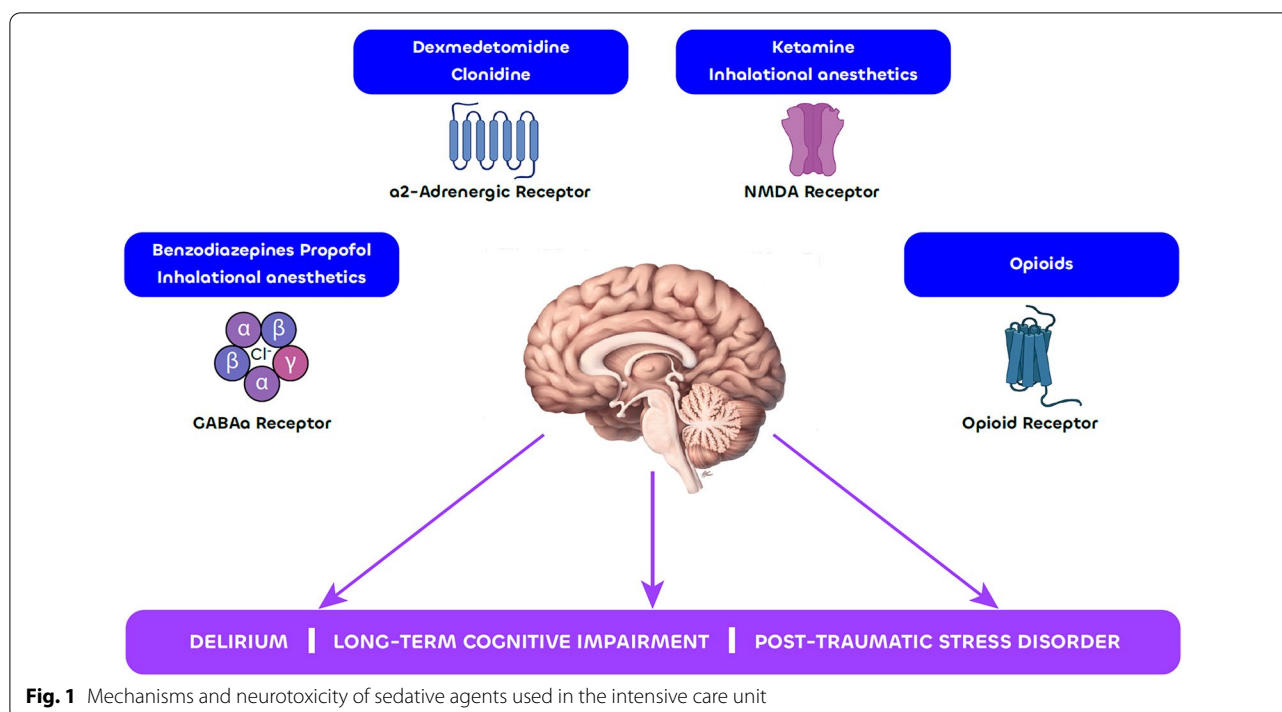 Dexmedetomidine
Clonidine
Ketamine
Inhalational anesthetics
α2-Adrenergic Receptor
NMDA Receptor
Benzodiazepines Propofol
Inhalational anesthetics
Opioids
α β
β Cl- γ
α
GABAa Receptor
Opioid Receptor
DELIRIUM | LONG-TERM COGNITIVE IMPAIRMENT | POST-TRAUMATIC STRESS DISORDER
Fig. 1 Mechanisms and neurotoxicity of sedative agents used in the intensive care unit